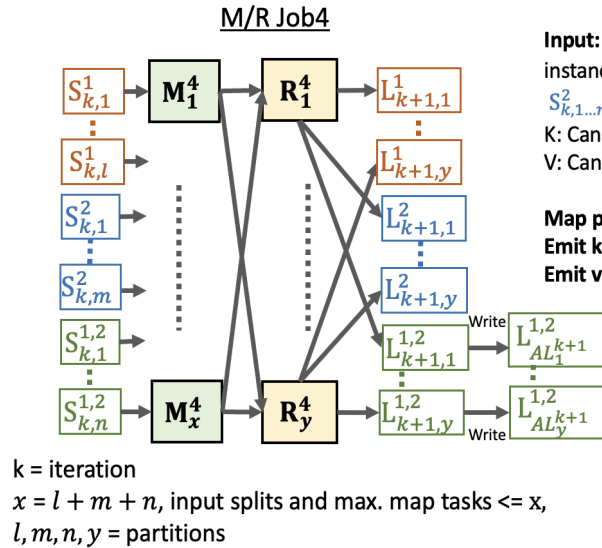 M/R Job4
Input:
instanc
S²ₖ,₁...ₙ
K: Can
V: Can
Map p
Emit k
Emit v
S¹ₖ,₁
S¹ₖ,ₗ
S²ₖ,₁
S²ₖ,ₘ
S¹,²ₖ,₁
S¹,²ₖ,ₙ
M⁴₁
M⁴ₓ
R⁴₁
R⁴y
L¹ₖ₊₁,₁
L¹ₖ₊₁,y
L²ₖ₊₁,₁
L²ₖ₊₁,y
L¹,²ₖ₊₁,₁
L¹,²ₖ₊₁,y
Write
Write
L¹,²AL₁ᵏ⁺¹
L¹,²ALyᵏ⁺¹
k = iteration
x = l + m + n, input splits and max. map tasks <= x,
l, m, n, y = partitions